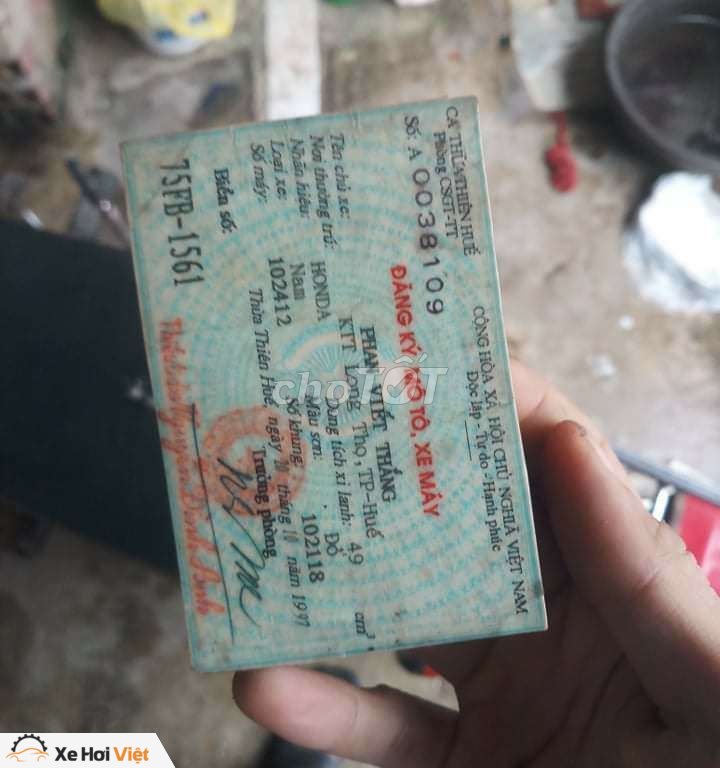 CA THỪA THIÊN HUẾ
Phòng CSGT-TT
Số: A 0038109
CỘNG HÒA XÃ HỘI CHỦ NGHĨA VIỆT NAM
Độc lập - Tự do - Hạnh phúc
ĐĂNG KÝ MÔ TÔ, XE MÁY
Tên chủ xe: PHAN VIẾT THẮNG
Nơi thường trú: KTT Long Thọ, TP-Huế
Nhãn hiệu: HONDA Dung tích xi lanh: 49 cm³
Loại xe: Nam Màu sơn: Đỏ
Số máy: 102412 Số khung: 102118
Thừa Thiên Huế, ngày tháng 10 năm 1997
Biển số: Trưởng phòng
75FB-1561
choTỐT
Xe Hơi Việt